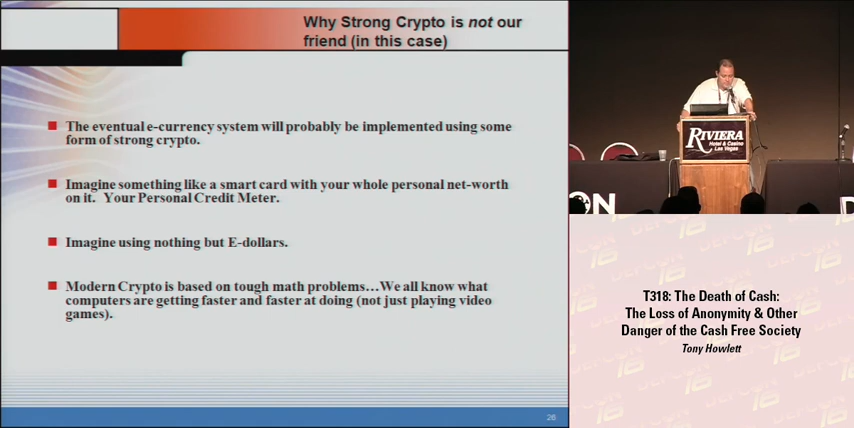 Why Strong Crypto is not our
friend (in this case)
The eventual e-currency system will probably be implemented using some
form of strong crypto.
Imagine something like a smart card with your whole personal net-worth
on it. Your Personal Credit Meter.
Imagine using nothing but E-dollars.
Modern Crypto is based on tough math problems…We all know what
computers are getting faster and faster at doing (not just playing video
games).
26
RIVIERA
Hotel & Casino
Las Vegas
ON
D
T318: The Death of Cash:
The Loss of Anonymity & Other
Danger of the Cash Free Society
Tony Howlett
DEFCON
16